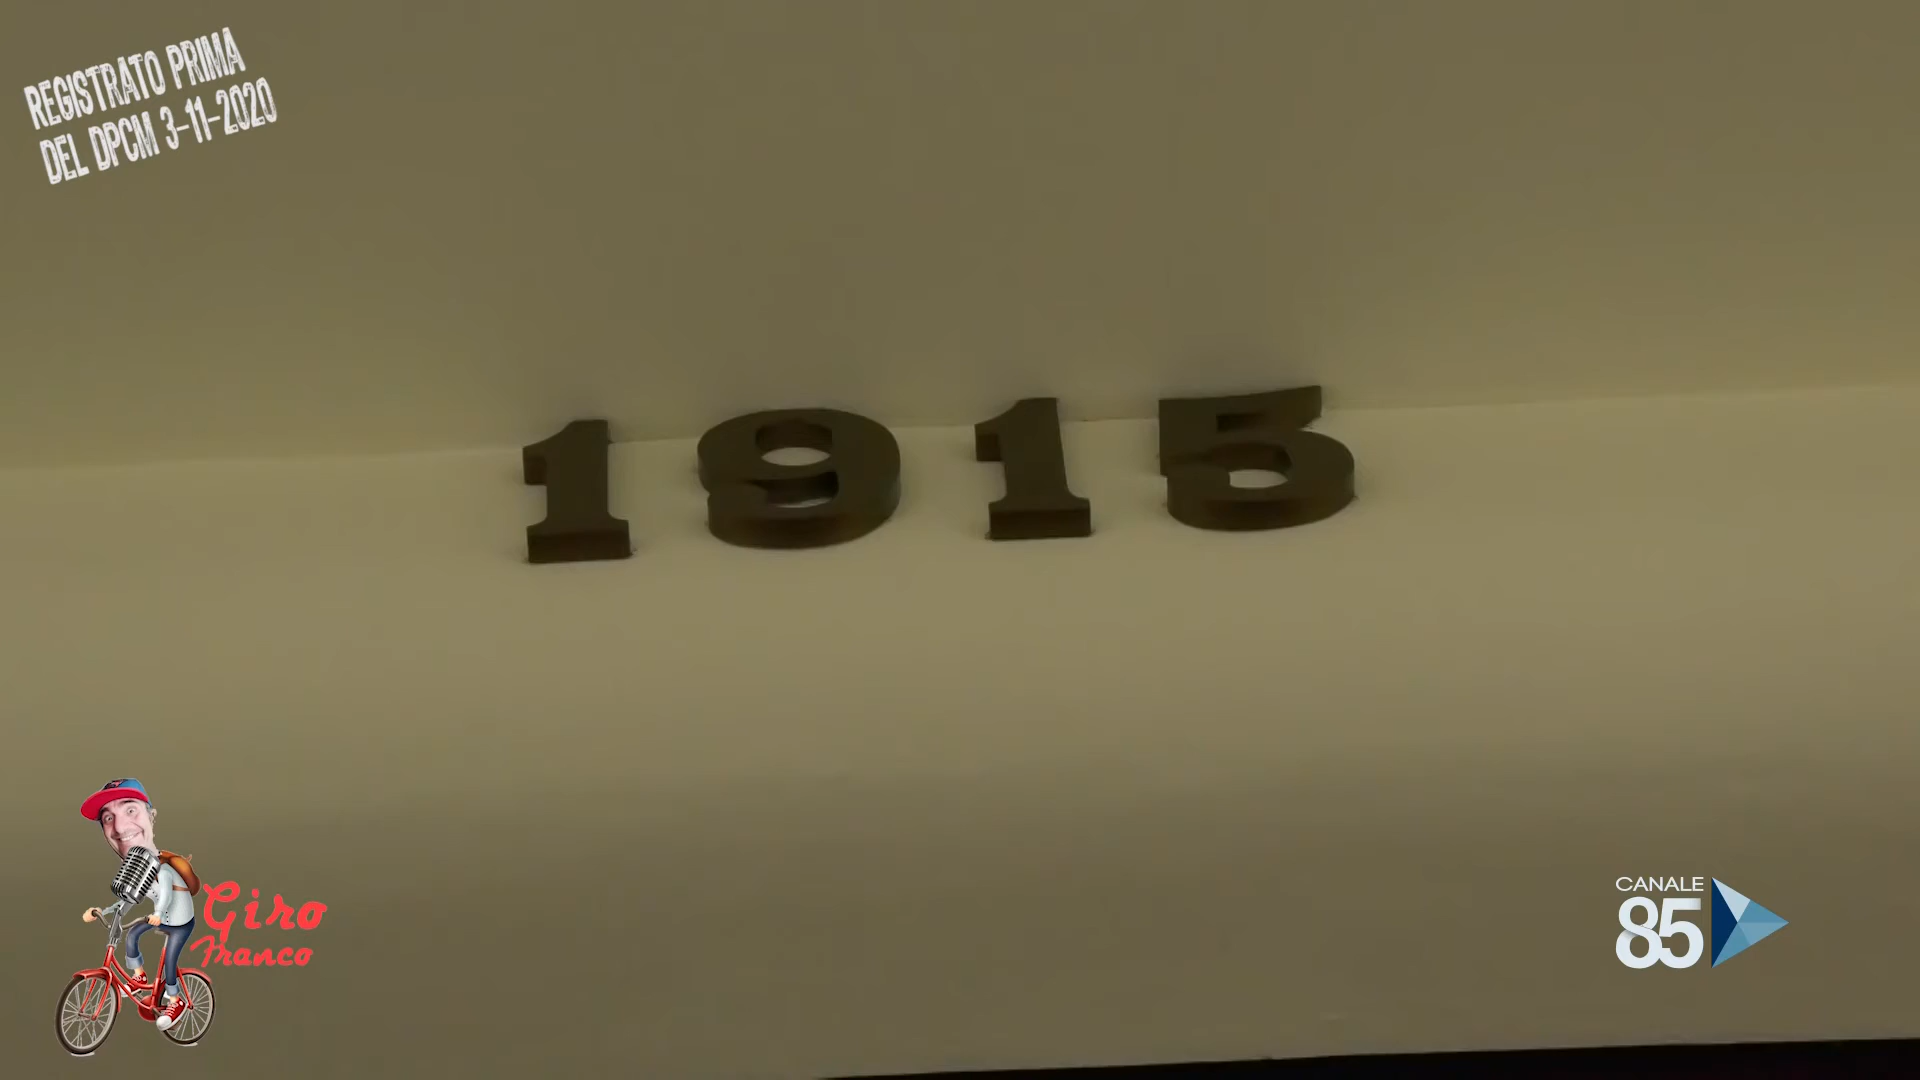 REGISTRATO PRIMA
DEL DPCM 3-11-2020
1915
Giro
Franco
CANALE
85